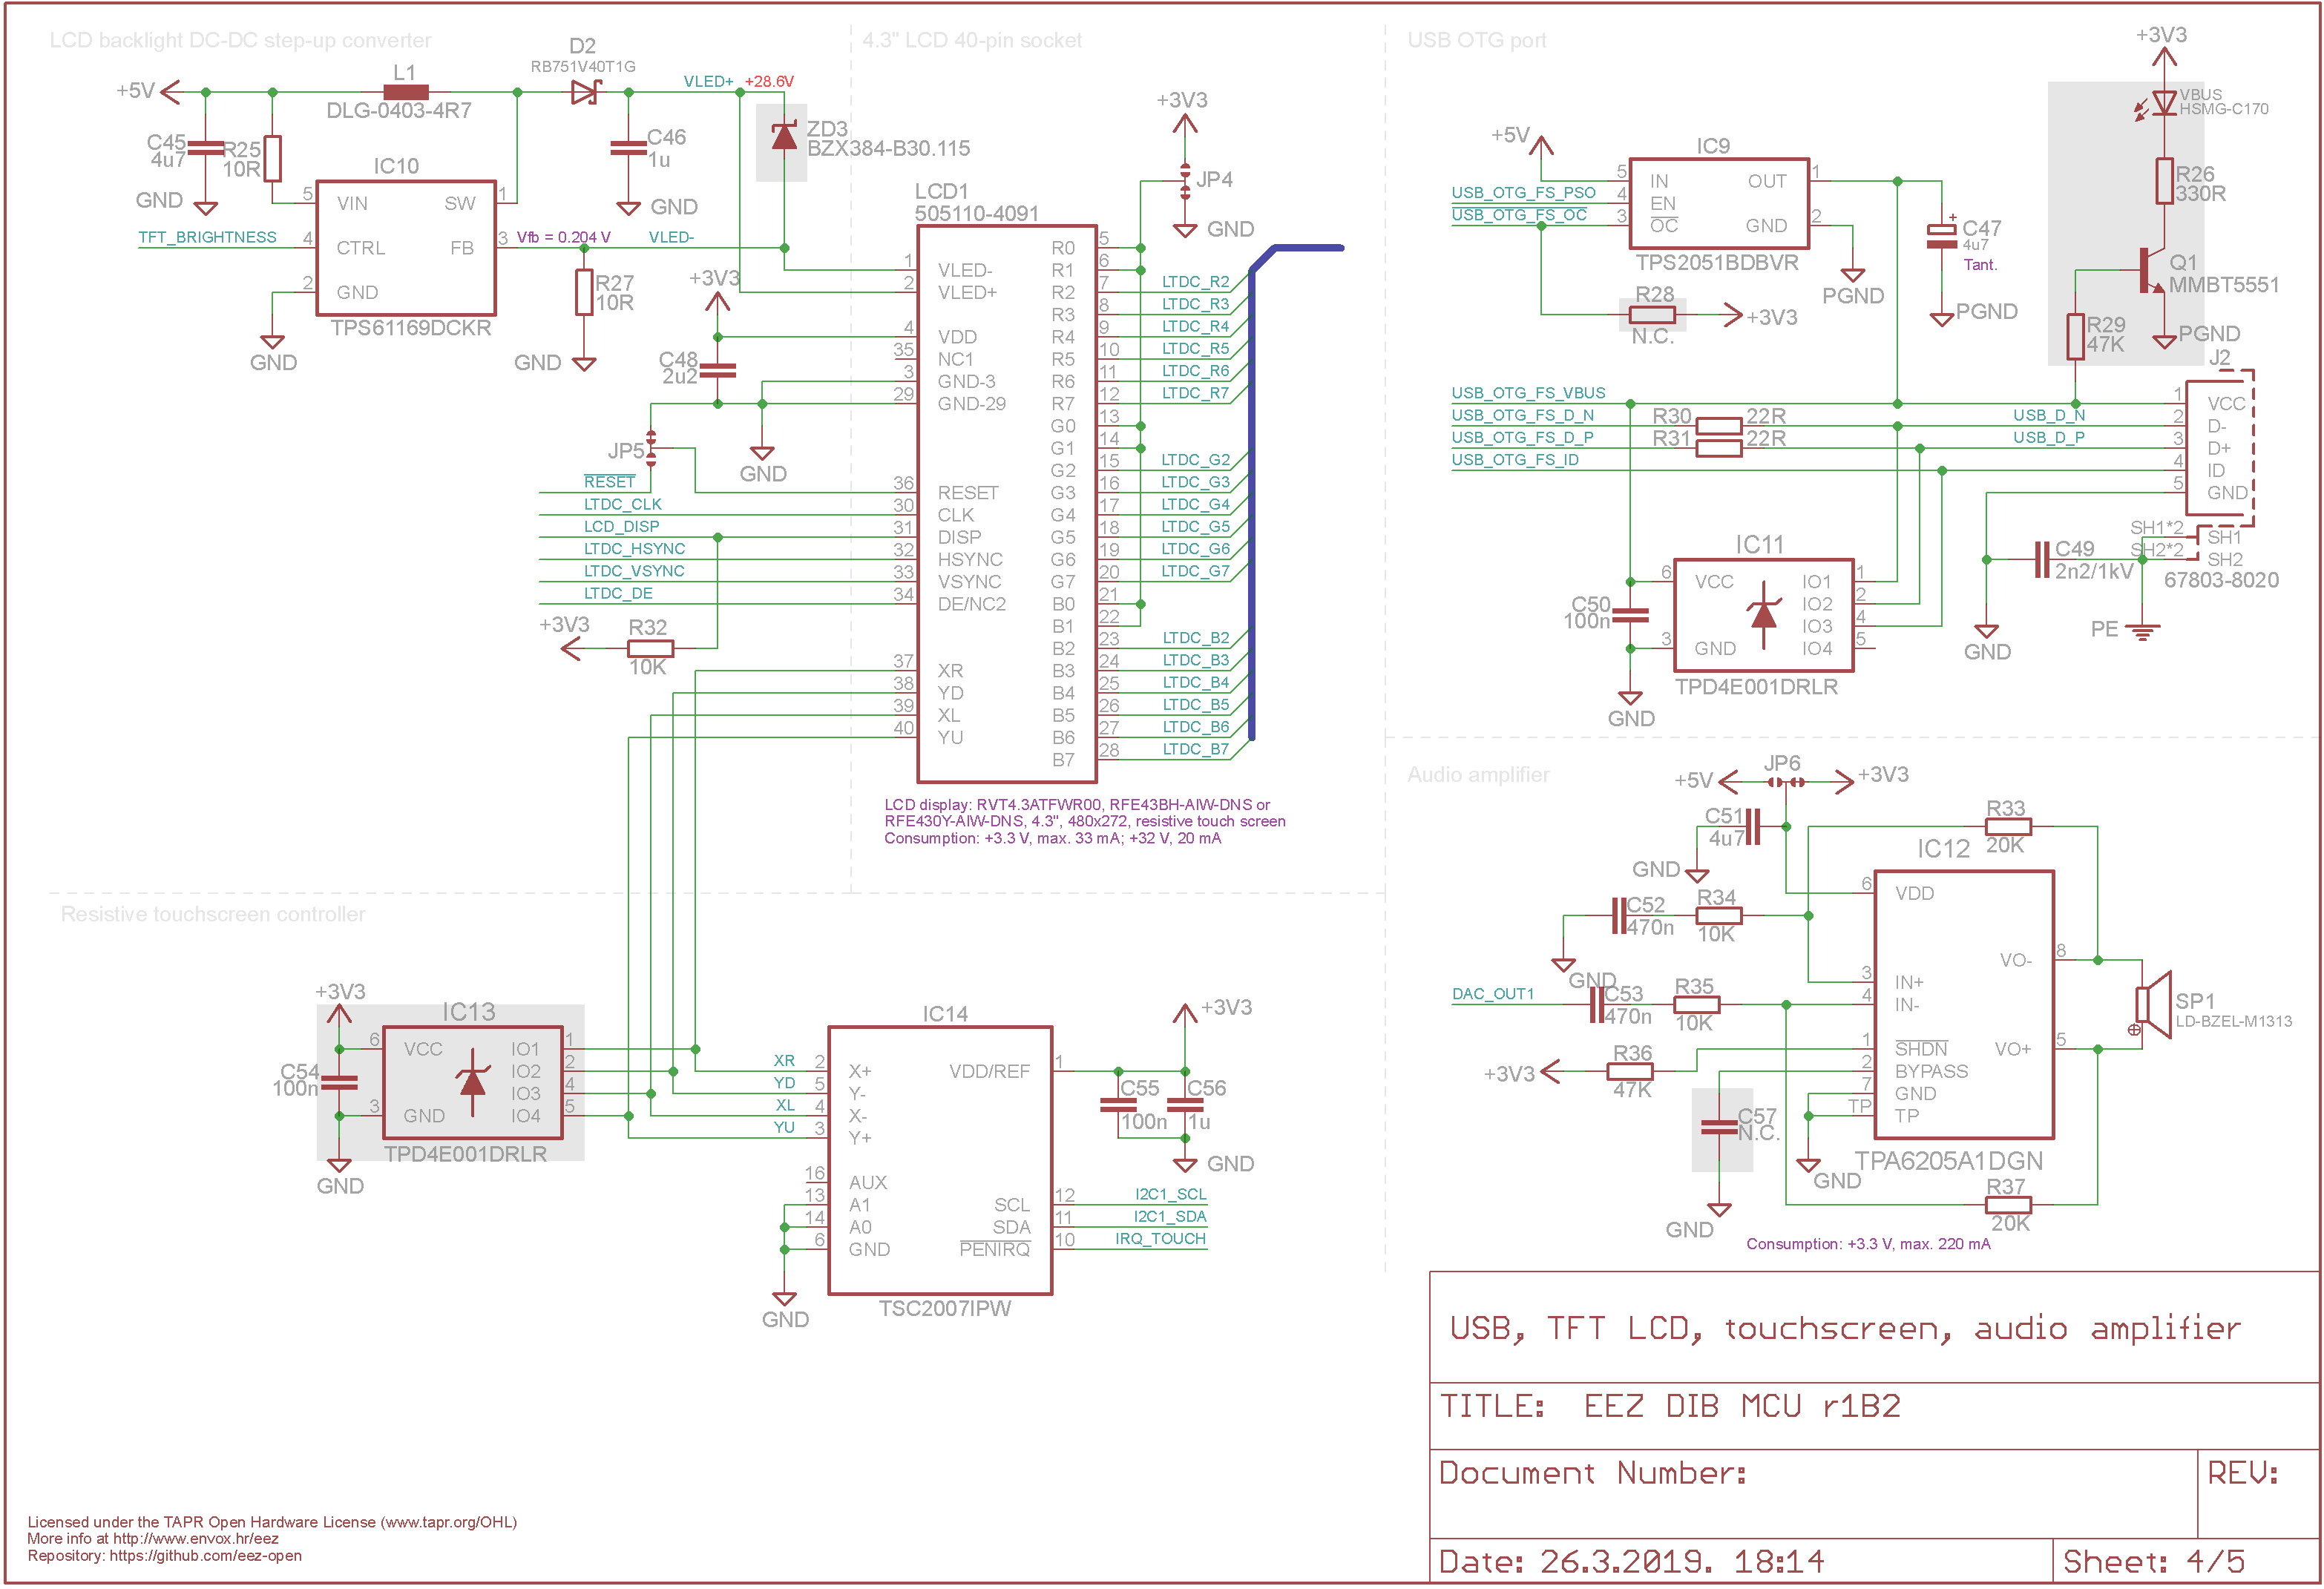 LCD backlight DC-DC step-up converter
+5V
L1
DLG-0403-4R7
D2
RB751V40T1G
VLED+ +28.6V
C45
4u7
R25
10R
GND
IC10
5 VIN
SW 1
TFT_BRIGHTNESS
4 CTRL
FB 3
2 GND
TPS61169DCKR
GND
Vfb = 0.204 V
VLED-
C46
1u
GND
ZD3
BZX384-B30.115
R27
10R
GND
4.3" LCD 40-pin socket
+3V3
JP4
GND
LCD1
505110-4091
1 VLED-
2 VLED+
4 VDD
35 NC1
3 GND-3
29 GND-29
36 RESET
30 CLK
31 DISP
32 HSYNC
33 VSYNC
34 DE/NC2
37 XR
38 YD
39 XL
40 YU
R0 5
R1 6
R2 7 LTDC_R2
R3 8 LTDC_R3
R4 9 LTDC_R4
R5 10 LTDC_R5
R6 11 LTDC_R6
R7 12 LTDC_R7
G0 13
G1 14
G2 15 LTDC_G2
G3 16 LTDC_G3
G4 17 LTDC_G4
G5 18 LTDC_G5
G6 19 LTDC_G6
G7 20 LTDC_G7
B0 21
B1 22
B2 23 LTDC_B2
B3 24 LTDC_B3
B4 25 LTDC_B4
B5 26 LTDC_B5
B6 27 LTDC_B6
B7 28 LTDC_B7
+3V3
C48
2u2
JP5
GND
RESET
LTDC_CLK
LCD_DISP
LTDC_HSYNC
LTDC_VSYNC
LTDC_DE
+3V3
R32
10K
LCD display: RVT4.3ATFWR00, RFE43BH-AIW-DNS or
RFE430Y-AIW-DNS, 4.3", 480x272, resistive touch screen
Consumption: +3.3 V, max. 33 mA; +32 V, 20 mA
USB OTG port
+3V3
VBUS
HSMG-C170
R26
330R
Q1
MMBT5551
R29
47K
PGND
+5V
IC9
USB_OTG_FS_PSO
USB_OTG_FS_OC
5 IN
4 EN
3 OC
OUT 1
GND 2
TPS2051BDBVR
PGND
C47
4u7
Tant.
PGND
R28
N.C.
+3V3
USB_OTG_FS_VBUS
USB_OTG_FS_D_N
R30 22R
USB_D_N
USB_OTG_FS_D_P
R31 22R
USB_D_P
USB_OTG_FS_ID
J2
1 VCC
2 D-
3 D+
4 ID
5 GND
SH1*2 SH1
SH2*2 SH2
67803-8020
C49
2n2/1kV
PE
GND
IC11
6 VCC
3 GND
IO1 1
IO2 2
IO3 4
IO4 5
TPD4E001DRLR
C50
100n
GND
Audio amplifier
+5V
JP6
+3V3
C51
4u7
GND
R33
20K
IC12
C52
470n
R34
10K
GND
DAC_OUT1
C53
470n
R35
10K
+3V3
R36
47K
6 VDD
3 IN+
4 IN-
1 SHDN
2 BYPASS
7 GND
TP TP
VO- 8
VO+ 5
TPA6205A1DGN
SP1
LD-BZEL-M1313
C57
N.C.
GND
GND
R37
20K
Consumption: +3.3 V, max. 220 mA
Resistive touchscreen controller
+3V3
IC13
C54
100n
6 VCC
3 GND
IO1 1
IO2 2
IO3 4
IO4 5
TPD4E001DRLR
GND
XR
YD
XL
YU
IC14
2 X+
5 Y-
4 X-
3 Y+
16 AUX
13 A1
14 A0
6 GND
VDD/REF 1
SCL 12
SDA 11
PENIRQ 10
TSC2007IPW
GND
+3V3
C55
100n
C56
1u
GND
I2C1_SCL
I2C1_SDA
IRQ_TOUCH
USB, TFT LCD, touchscreen, audio amplifier
TITLE: EEZ DIB MCU r1B2
Document Number:
REV:
Date: 26.3.2019. 18:14
Sheet: 4/5
Licensed under the TAPR Open Hardware License (www.tapr.org/OHL)
More info at http://www.envox.hr/eez
Repository: https://github.com/eez-open